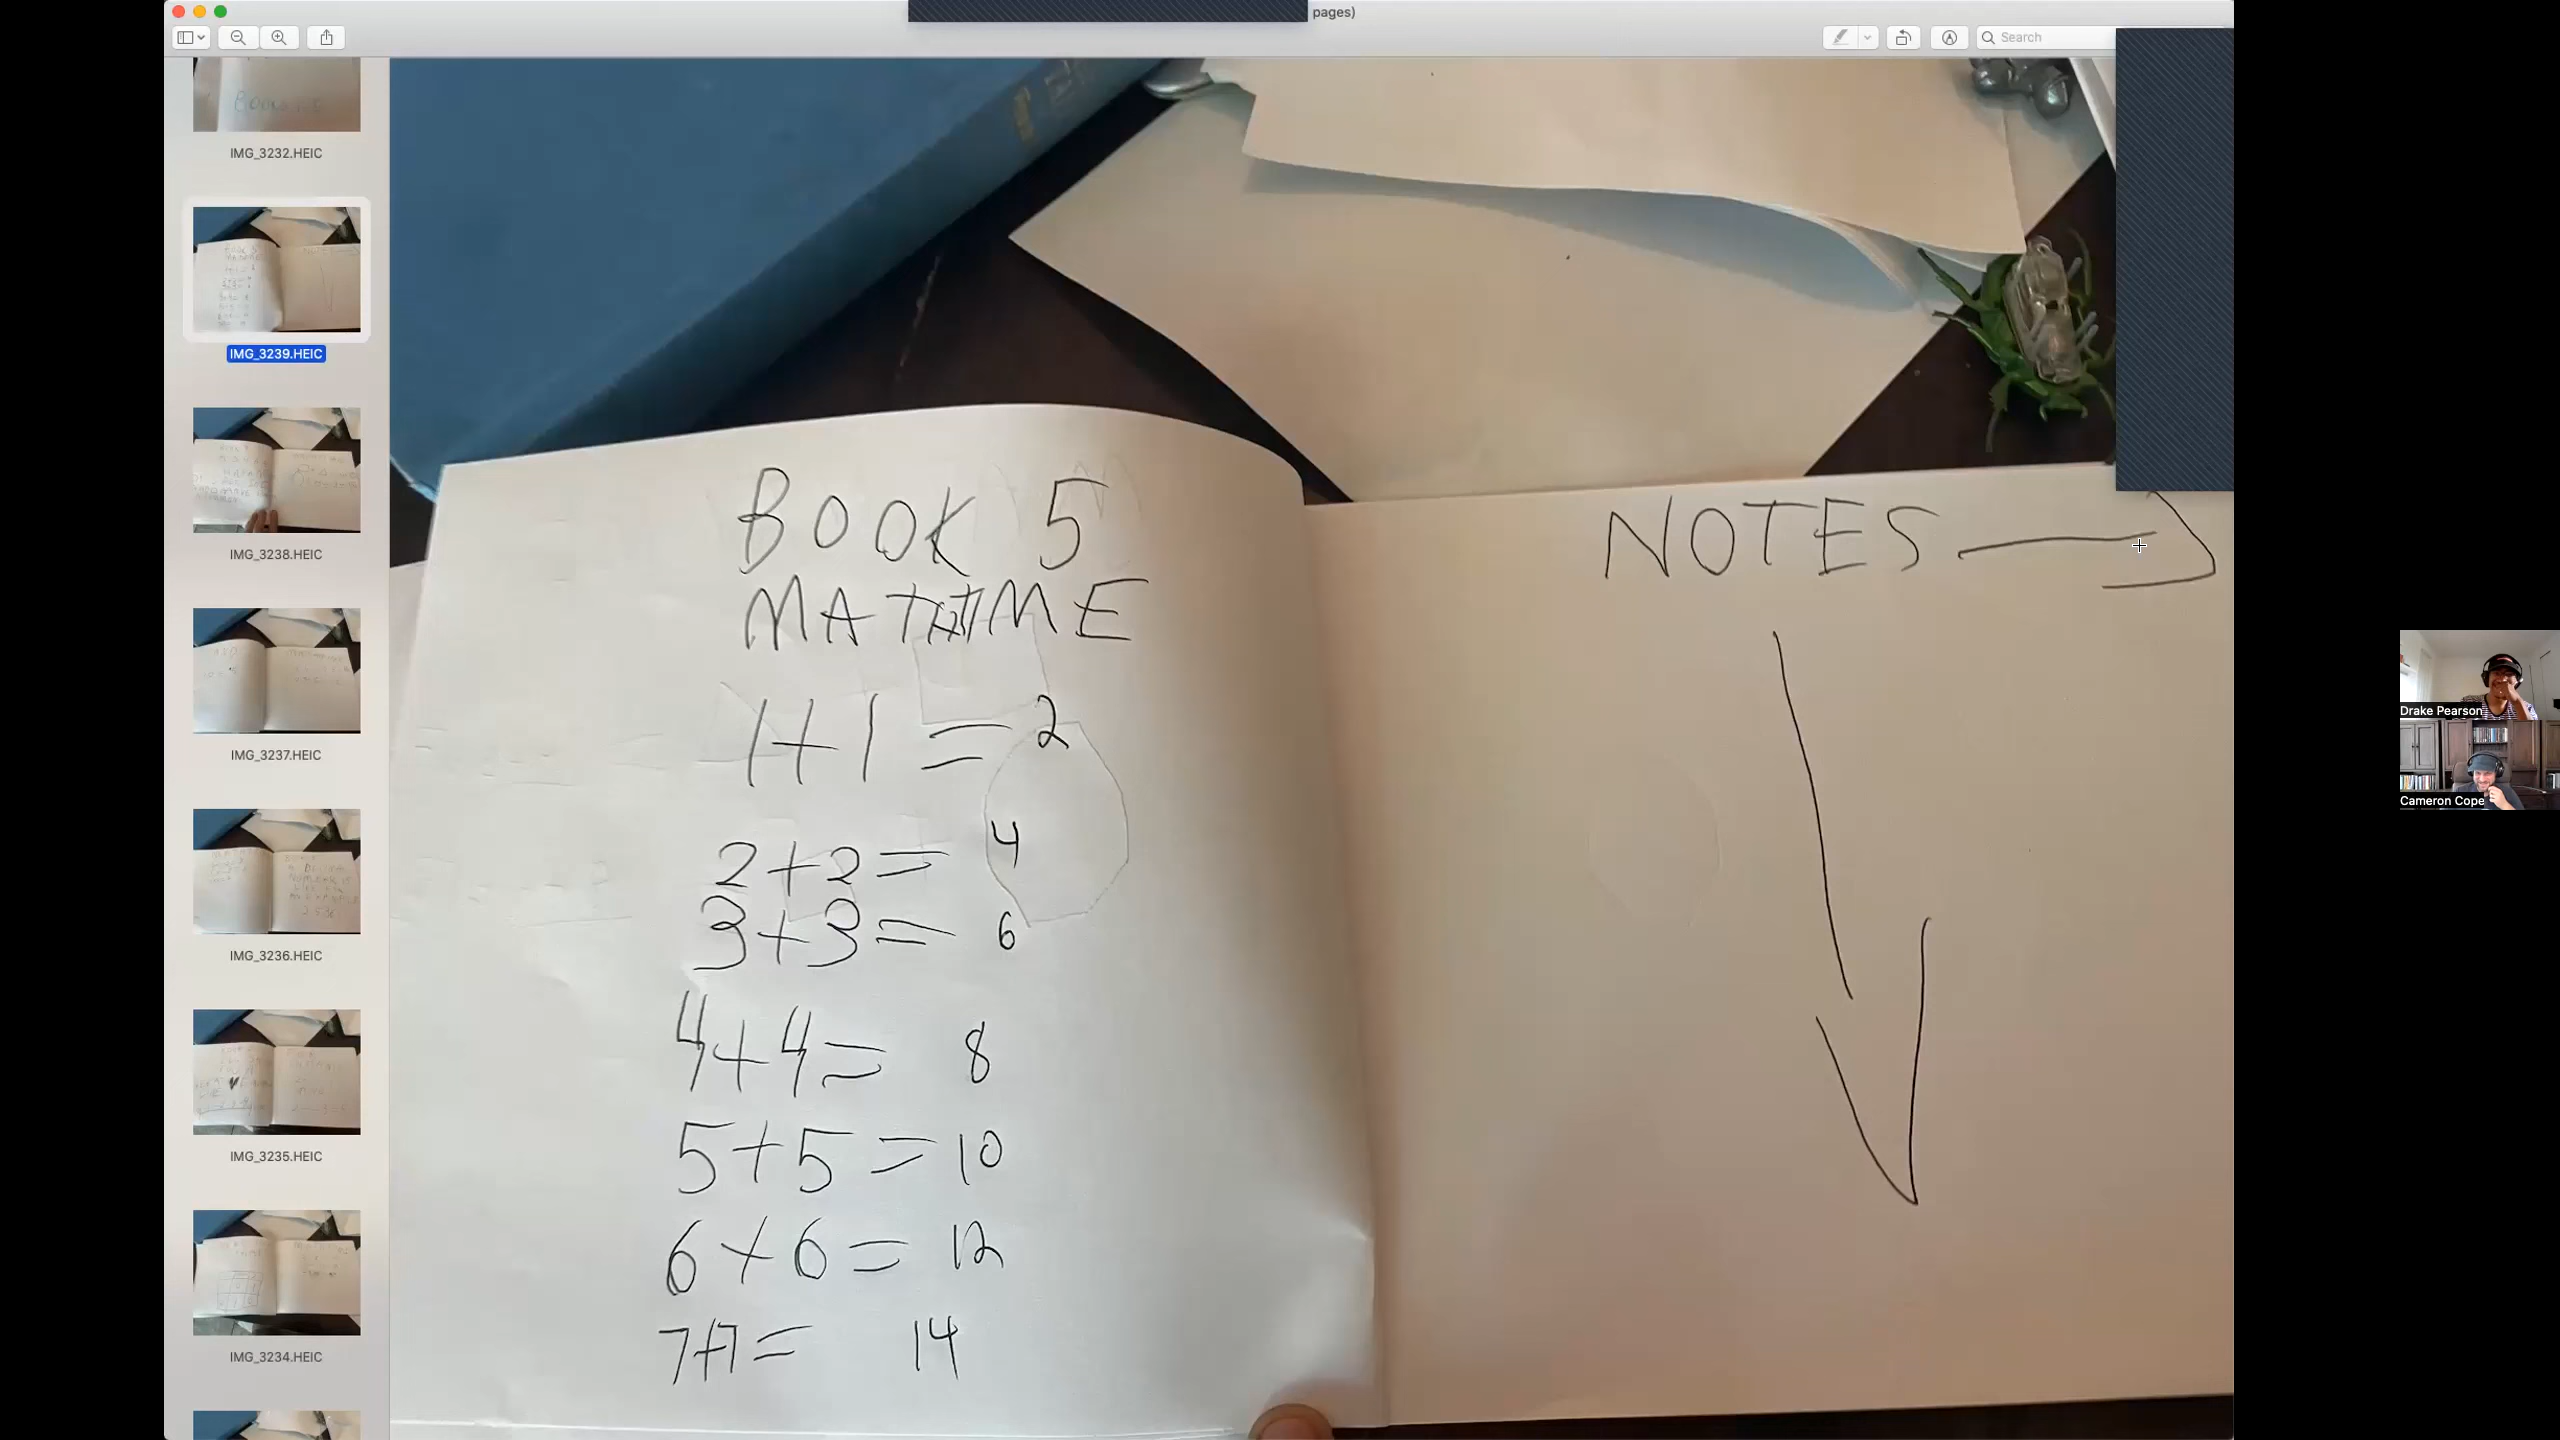 pages)
Search
IMG_3232.HEIC
IMG_3239.HEIC
IMG_3238.HEIC
IMG_3237.HEIC
IMG_3236.HEIC
IMG_3235.HEIC
IMG_3234.HEIC
BOOK 5
1+1=2
2+2=4
3+3=6
4+4=8
5+5=10
6+6=12
7+7=14
NOTES
Drake Pearson
Cameron Cope